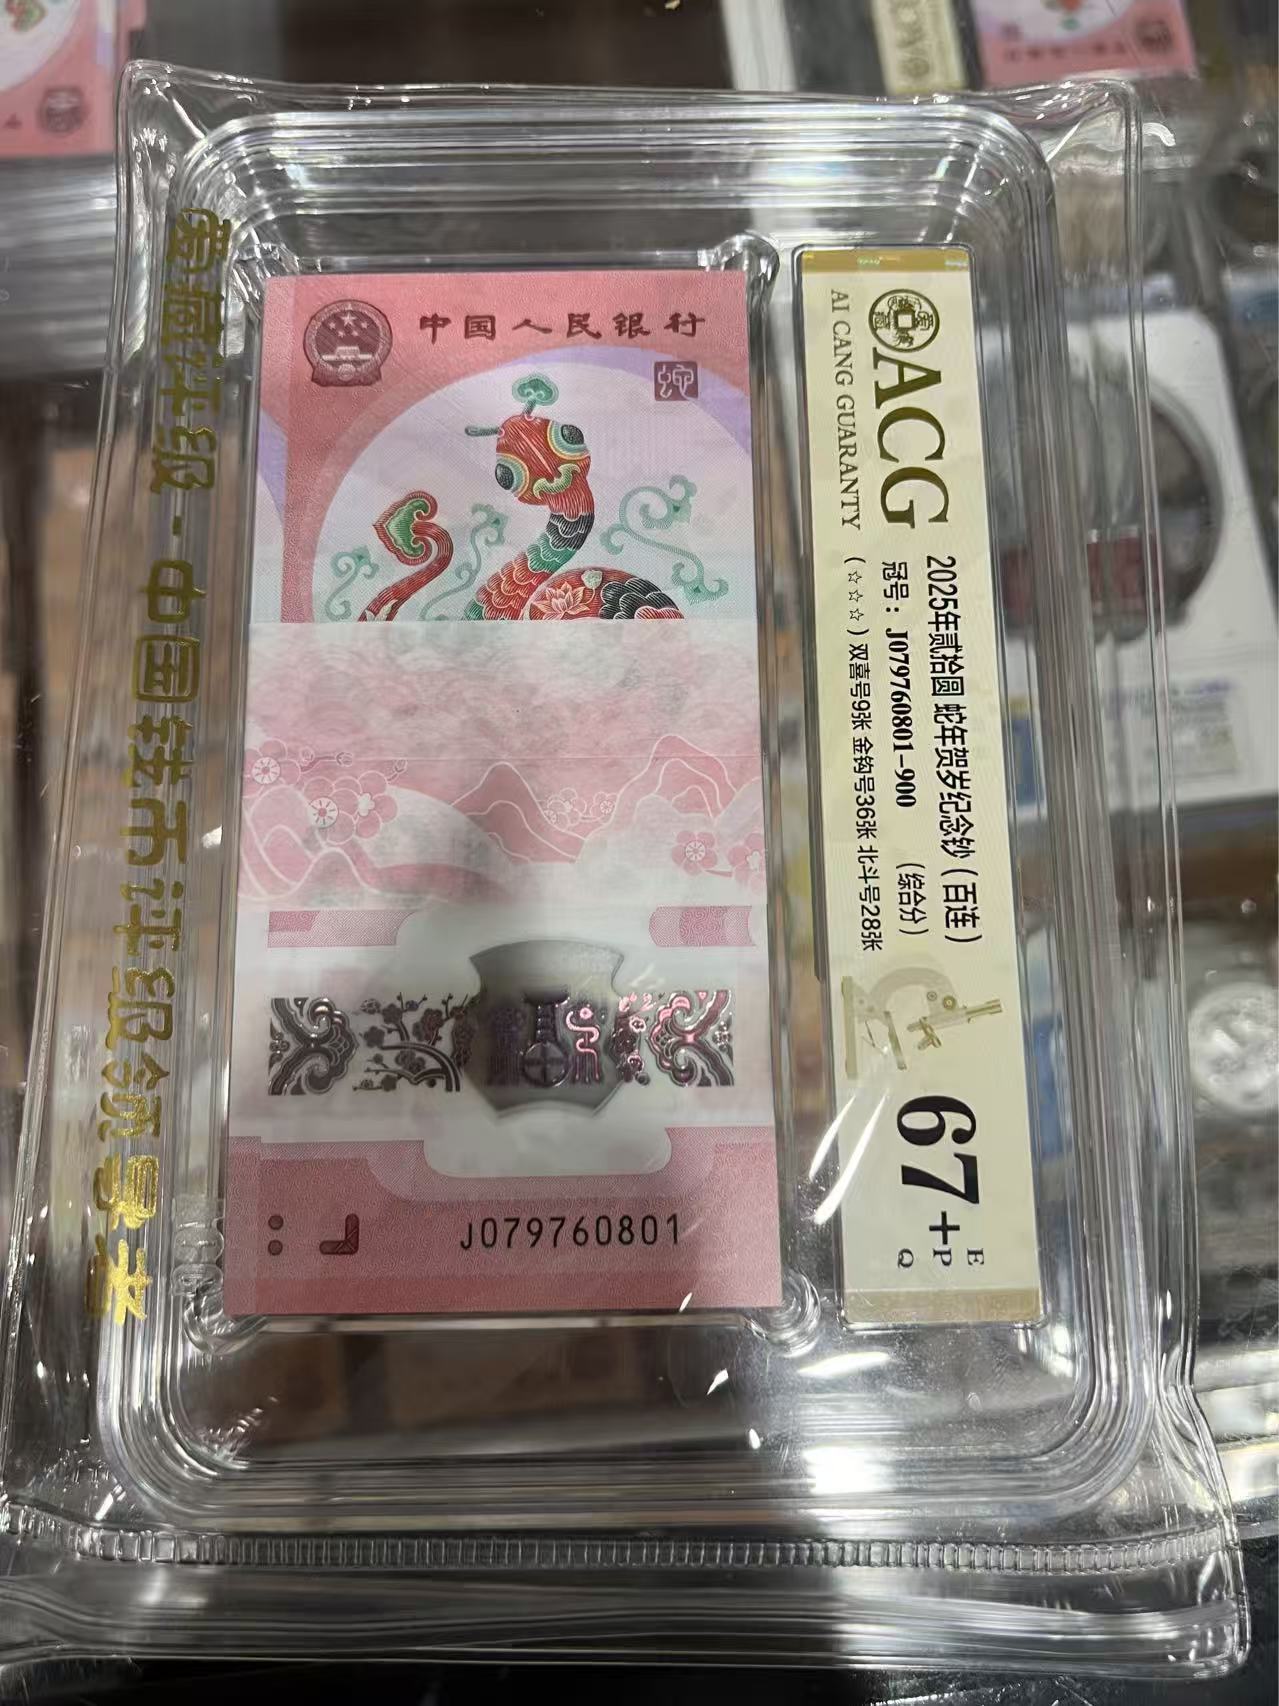 爱藏评级-中国钱币评级领导者
中国人民银行
蛇
J079760801
ACG
AI CANG GUARANTY
2025年贰拾圆 蛇年贺岁纪念钞（百连）
冠号：J079760801-900 （综合分）
（☆☆☆）双喜号9张 金钩号36张 北斗号28张
67+
E
P
Q